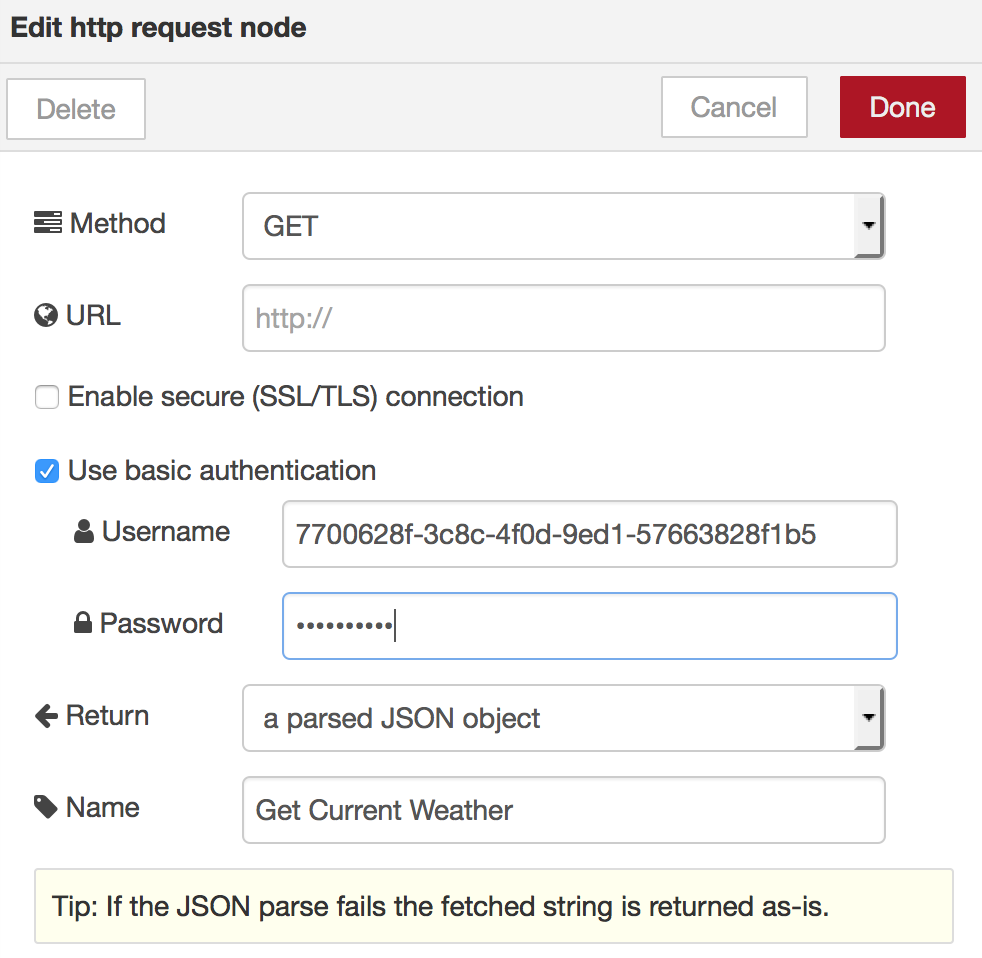 Edit http request node
Delete
Cancel
Done
Method
GET
URL
http://
Enable secure (SSL/TLS) connection
Use basic authentication
Username
7700628f-3c8c-4f0d-9ed1-57663828f1b5
Password
••••••••••
Return
a parsed JSON object
Name
Get Current Weather
Tip: If the JSON parse fails the fetched string is returned as-is.